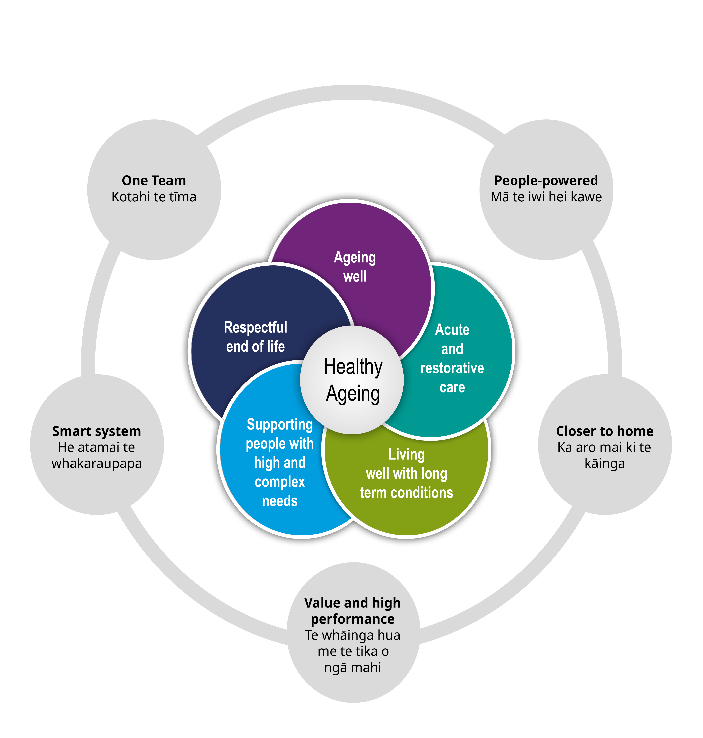 One Team
Kotahi te tīma
People-powered
Mā te iwi hei kawe
Ageing
well
Respectful
end of life
Acute
and
restorative
care
Healthy
Ageing
Supporting
people with
high and
complex
needs
Living
well with long
term conditions
Smart system
He atamai te
whakaraupapa
Closer to home
Ka aro mai ki te
kāinga
Value and high
performance
Te whāinga hua
me te tika o
ngā mahi